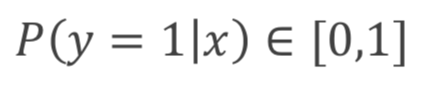 P(y = 1|x) ∈ [0,1]